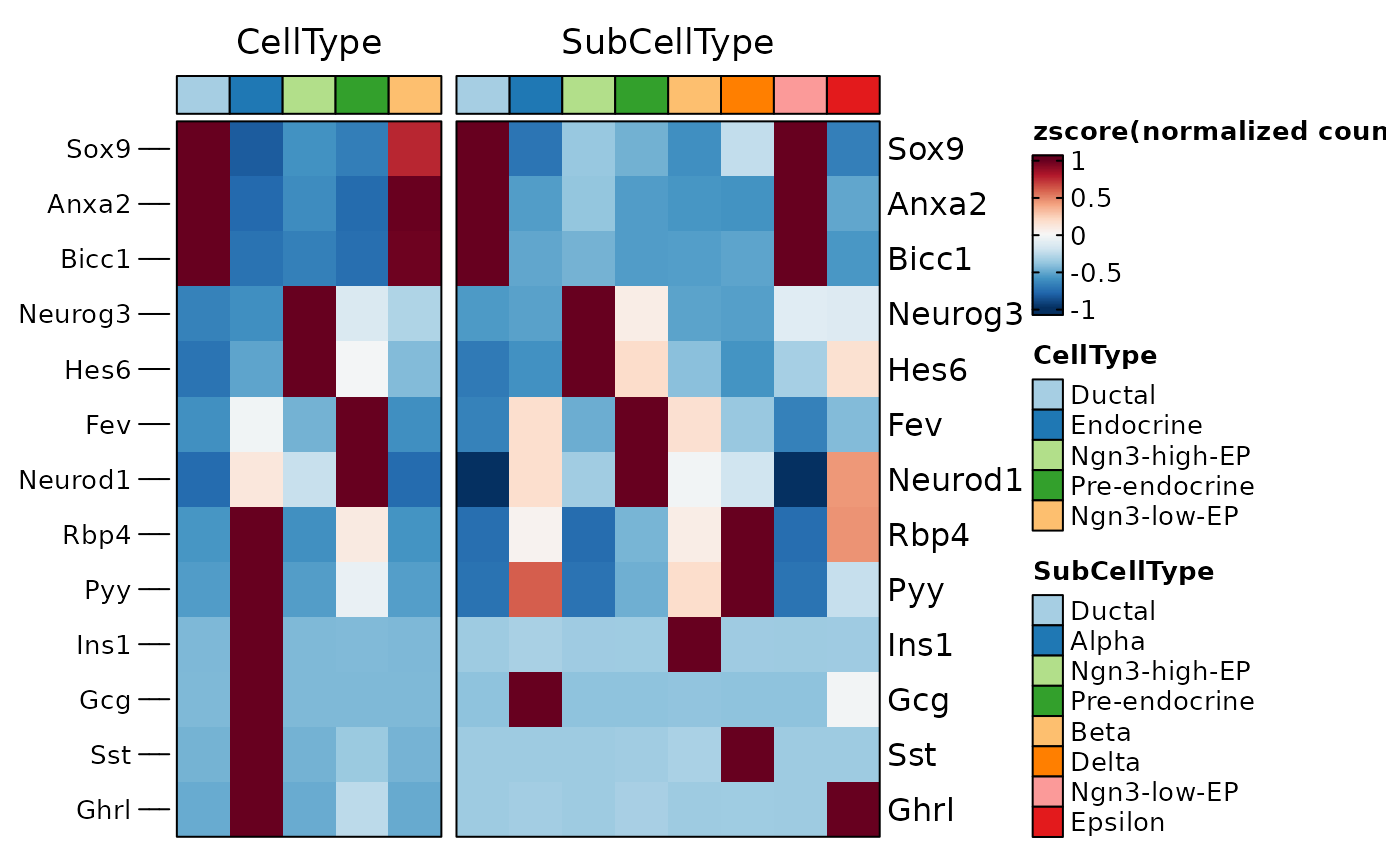 CellType
SubCellType
Sox9
Anxa2
Bicc1
Neurog3
Hes6
Fev
Neurod1
Rbp4
Pyy
Ins1
Gcg
Sst
Ghrl
Sox9
Anxa2
Bicc1
Neurog3
Hes6
Fev
Neurod1
Rbp4
Pyy
Ins1
Gcg
Sst
Ghrl
zscore(normalized coun
1
0.5
0
-0.5
-1
CellType
Ductal
Endocrine
Ngn3-high-EP
Pre-endocrine
Ngn3-low-EP
SubCellType
Ductal
Alpha
Ngn3-high-EP
Pre-endocrine
Beta
Delta
Ngn3-low-EP
Epsilon